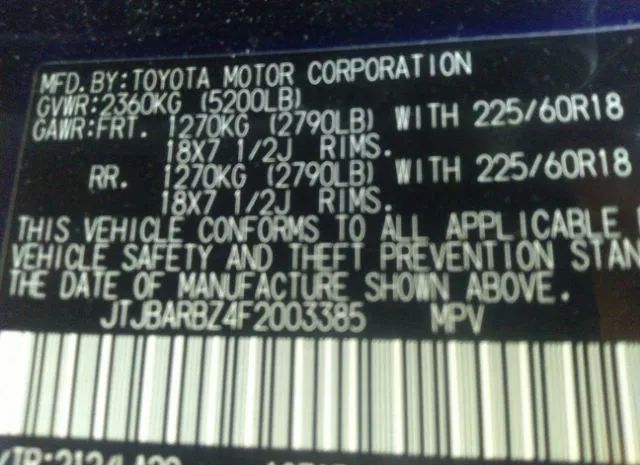 MFD.BY:TOYOTA MOTOR CORPORATION
GVWR:2360KG (5200LB)
GAWR:FRT. 1270KG (2790LB) WITH 225/60R18
18X7 1/2J RIMS.
RR. 1270KG (2790LB) WITH 225/60R18
18X7 1/2J RIMS.
THIS VEHICLE CONFORMS TO ALL APPLICABLE
VEHICLE SAFETY AND THEFT PREVENTION STAN
THE DATE OF MANUFACTURE SHOWN ABOVE.
JTJBARBZ4F2003385 MPV